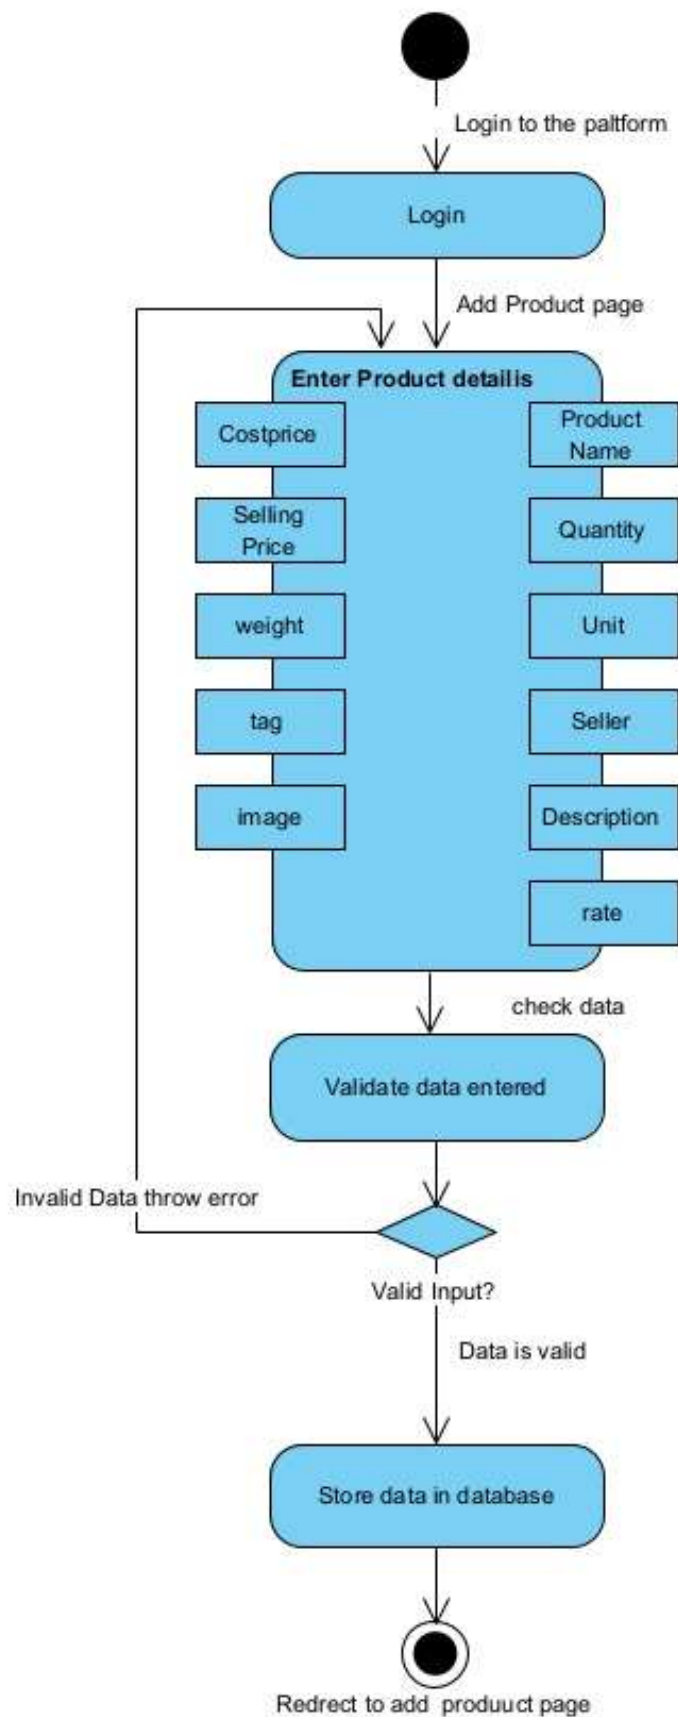 Login to the paltform
Login
Add Product page
Enter Product detailis
Costprice
Product
Name
Selling
Price
Quantity
weight
Unit
tag
Seller
image
Description
rate
check data
Validate data entered
Invalid Data throw error
Valid Input?
Data is valid
Store data in database
Redrect to add produuct page